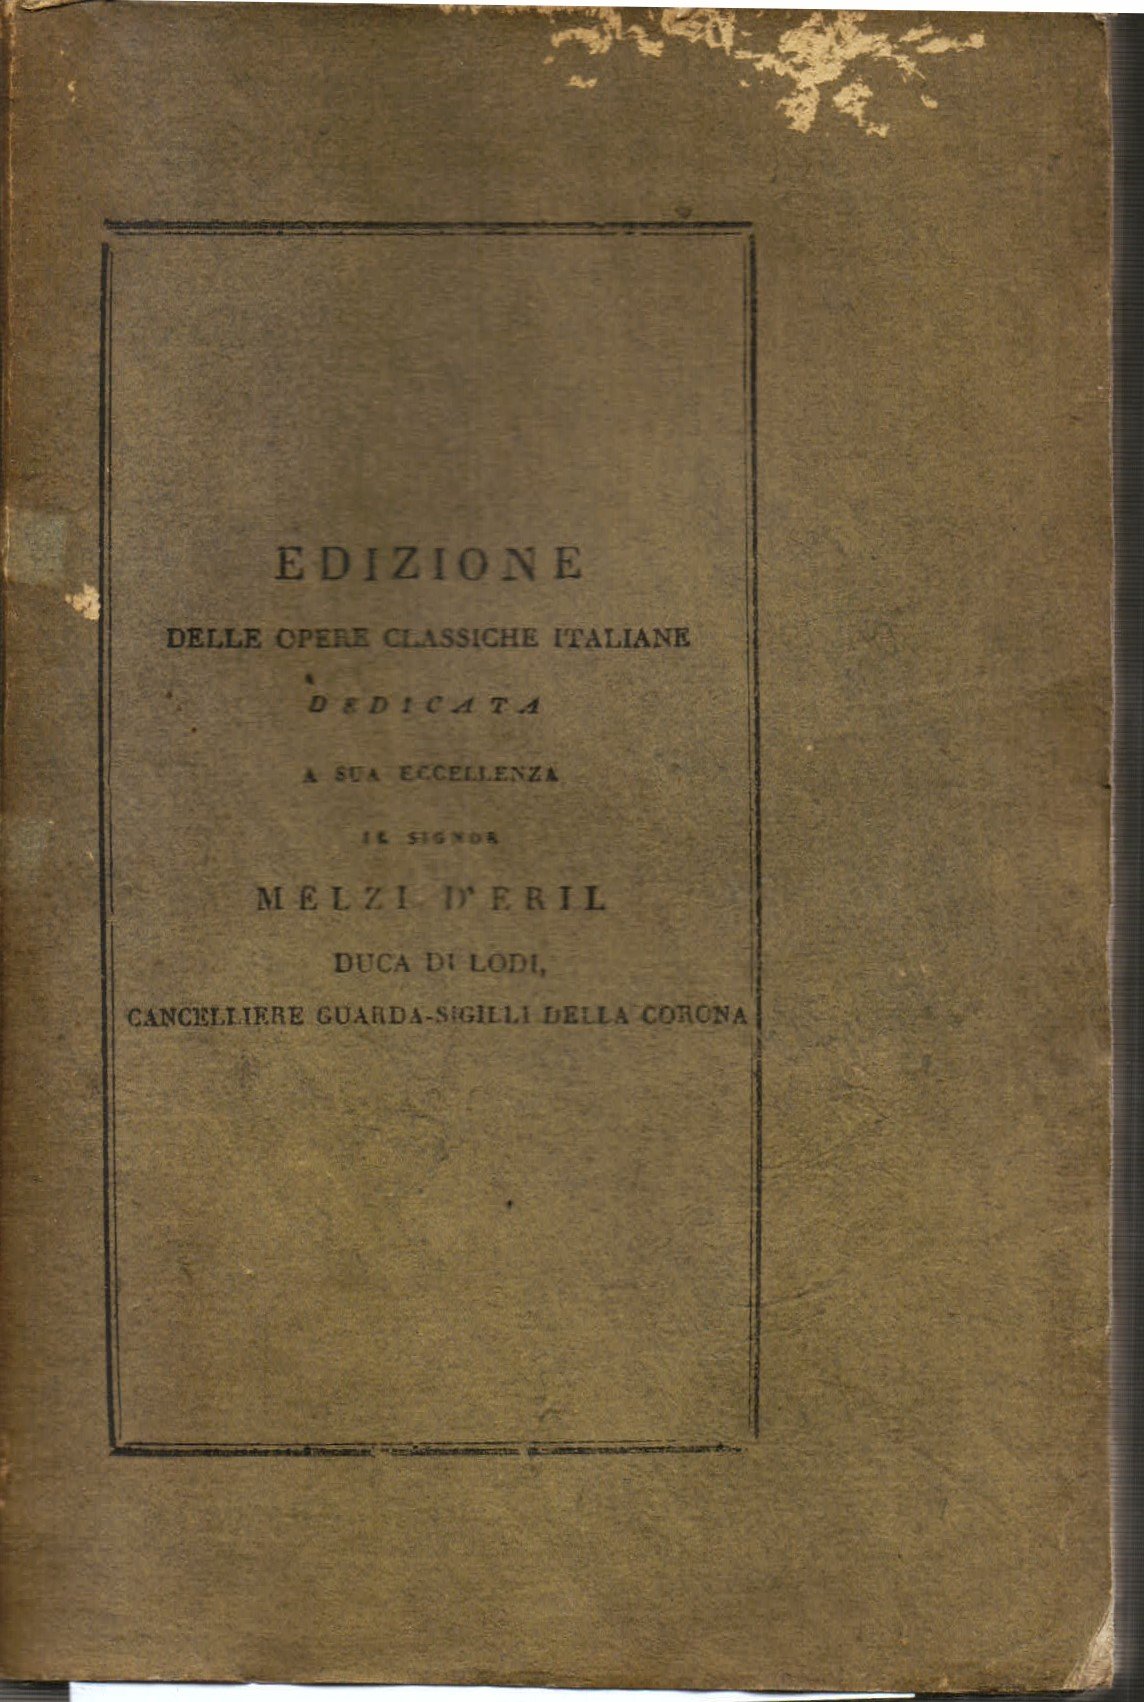 EDIZIONE
DELLE OPERE CLASSICHE ITALIANE
DEDICATA
A SUA ECCELLENZA
IL SIGNOR
MELZI D'ERIL
DUCA DI LODI,
CANCELLIERE GUARDA-SIGILLI DELLA CORONA